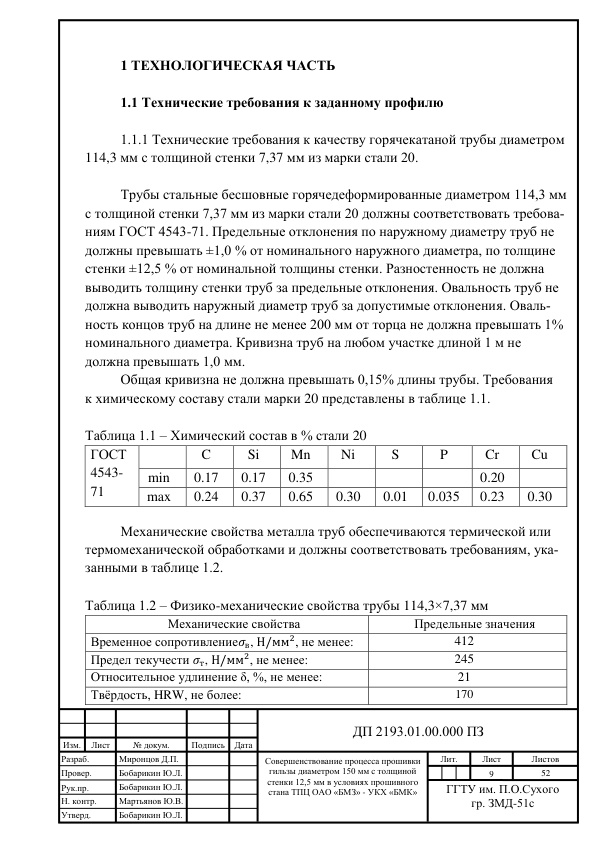 1 ТЕХНОЛОГИЧЕСКАЯ ЧАСТЬ
1.1 Технические требования к заданному профилю
1.1.1 Технические требования к качеству горячекатаной трубы диаметром
114,3 мм с толщиной стенки 7,37 мм из марки стали 20.
Трубы стальные бесшовные горячедеформированные диаметром 114,3 мм
с толщиной стенки 7,37 мм из марки стали 20 должны соответствовать требова-
ниям ГОСТ 4543-71. Предельные отклонения по наружному диаметру труб не
должны превышать ±1,0 % от номинального наружного диаметра, по толщине
стенки ±12,5 % от номинальной толщины стенки. Разностенность не должна
выводить толщину стенки труб за предельные отклонения. Овальность труб не
должна выводить наружный диаметр труб за допустимые отклонения. Оваль-
ность концов труб на длине не менее 200 мм от торца не должна превышать 1%
номинального диаметра. Кривизна труб на любом участке длиной 1 м не
должна превышать 1,0 мм.
Общая кривизна не должна превышать 0,15% длины трубы. Требования
к химическому составу стали марки 20 представлены в таблице 1.1.
Таблица 1.1 – Химический состав в % стали 20
ГОСТ 4543-71 C Si Mn Ni S P Cr Cu
min 0.17 0.17 0.35 0.20
max 0.24 0.37 0.65 0.30 0.01 0.035 0.23 0.30
Механические свойства металла труб обеспечиваются термической или
термомеханической обработками и должны соответствовать требованиям, ука-
занными в таблице 1.2.
Таблица 1.2 – Физико-механические свойства трубы 114,3×7,37 мм
Механические свойства Предельные значения
Временное сопротивлениеσв, Н/мм², не менее: 412
Предел текучести σт, Н/мм², не менее: 245
Относительное удлинение δ, %, не менее: 21
Твёрдость, HRW, не более: 170
ДП 2193.01.00.000 ПЗ
Изм. Лист № докум. Подпись Дата
Разраб. Миронцов Д.П.
Провер. Бобарикин Ю.Л.
Рук.пр. Бобарикин Ю.Л.
Н. контр. Мартьянов Ю.В.
Утверд. Бобарикин Ю.Л.
Совершенствование процесса прошивки
гильзы диаметром 150 мм с толщиной
стенки 12,5 мм в условиях прошивного
стана ТПЦ ОАО «БМЗ» - УКХ «БМК»
Лит. Лист Листов
9 52
ГГТУ им. П.О.Сухого
гр. ЗМД-51с